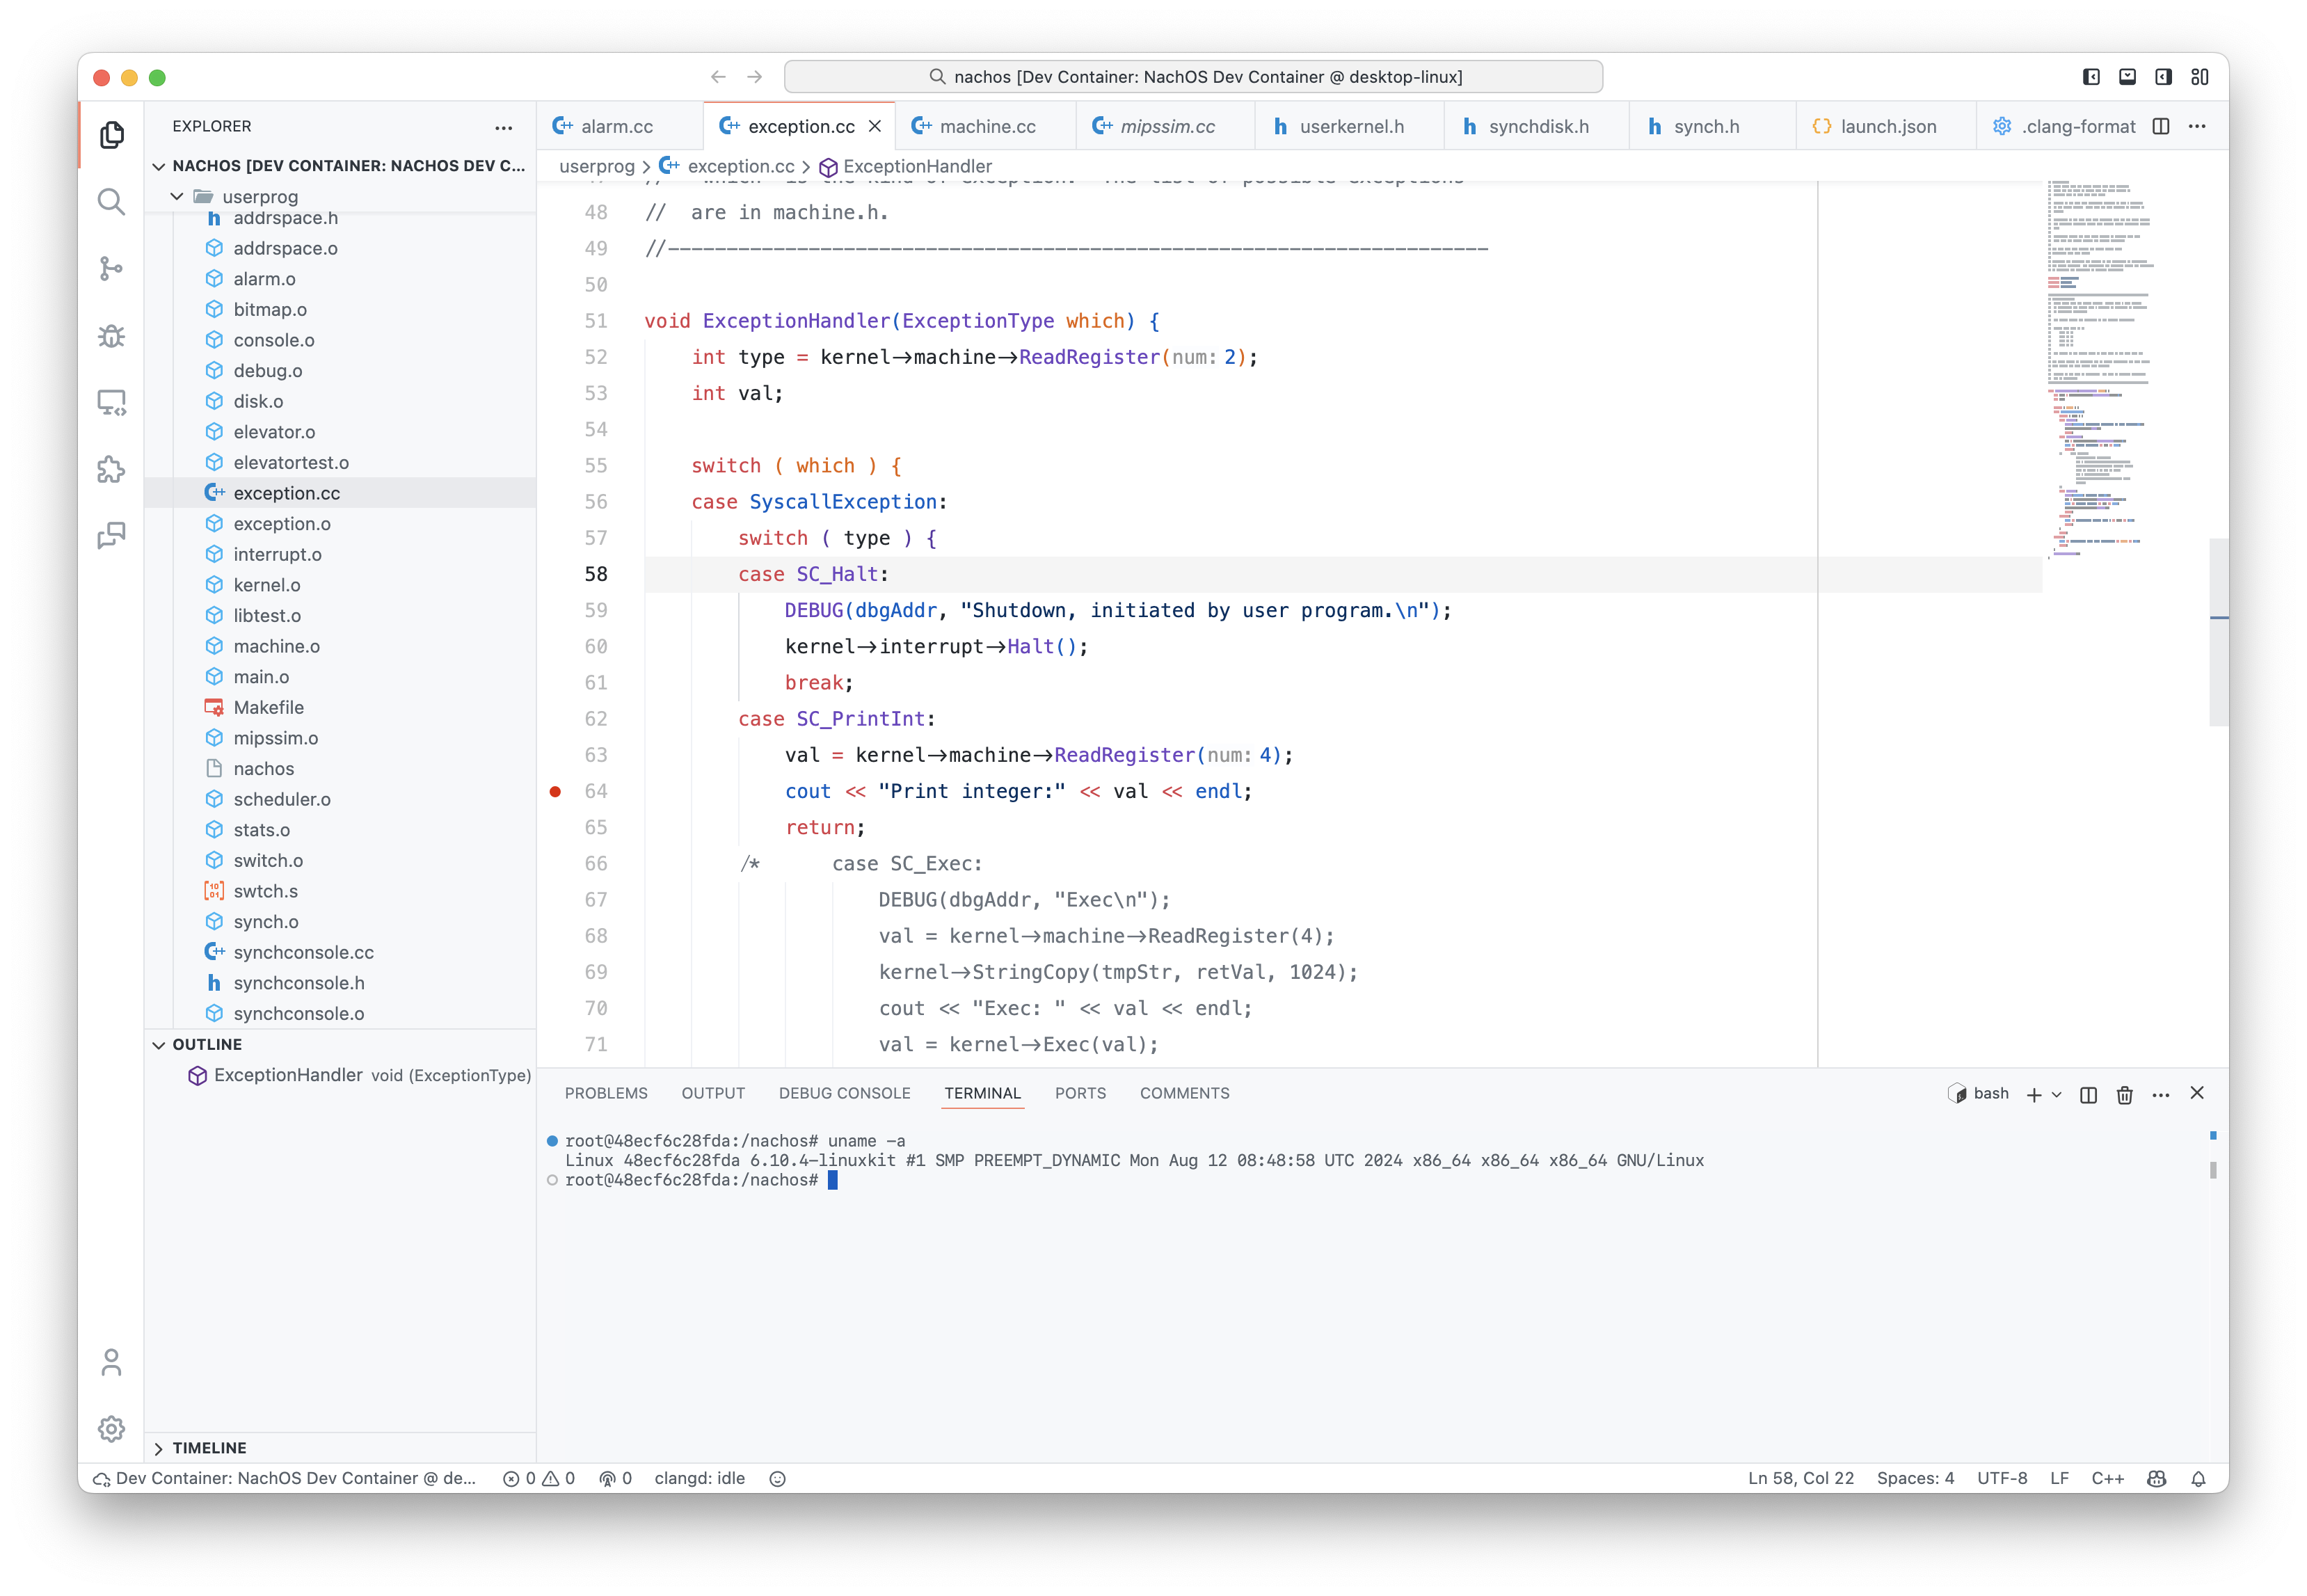 nachos [Dev Container: NachOS Dev Container @ desktop-linux]
EXPLORER
NACHOS [DEV CONTAINER: NACHOS DEV C...
userprog
addrspace.h
addrspace.o
alarm.o
bitmap.o
console.o
debug.o
disk.o
elevator.o
elevatortest.o
exception.cc
exception.o
interrupt.o
kernel.o
libtest.o
machine.o
main.o
Makefile
mipssim.o
nachos
scheduler.o
stats.o
switch.o
swtch.s
synch.o
synchconsole.cc
synchconsole.h
synchconsole.o
OUTLINE
ExceptionHandler void (ExceptionType)
TIMELINE
alarm.cc exception.cc machine.cc mipssim.cc userkernel.h synchdisk.h synch.h launch.json .clang-format
userprog > exception.cc > ExceptionHandler
47 // "which" is the kind of exception. The list of possible exceptions
48 // are in machine.h.
49 //----------------------------------------------------------------------
50
51 void ExceptionHandler(ExceptionType which) {
52 int type = kernel->machine->ReadRegister(num: 2);
53 int val;
54
55 switch ( which ) {
56 case SyscallException:
57 switch ( type ) {
58 case SC_Halt:
59 DEBUG(dbgAddr, "Shutdown, initiated by user program.\n");
60 kernel->interrupt->Halt();
61 break;
62 case SC_PrintInt:
63 val = kernel->machine->ReadRegister(num: 4);
64 cout << "Print integer:" << val << endl;
65 return;
66 /* case SC_Exec:
67 DEBUG(dbgAddr, "Exec\n");
68 val = kernel->machine->ReadRegister(4);
69 kernel->StringCopy(tmpStr, retVal, 1024);
70 cout << "Exec: " << val << endl;
71 val = kernel->Exec(val);
PROBLEMS OUTPUT DEBUG CONSOLE TERMINAL PORTS COMMENTS
bash
root@48ecf6c28fda:/nachos# uname -a
Linux 48ecf6c28fda 6.10.4-linuxkit #1 SMP PREEMPT_DYNAMIC Mon Aug 12 08:48:58 UTC 2024 x86_64 x86_64 x86_64 GNU/Linux
root@48ecf6c28fda:/nachos#
Dev Container: NachOS Dev Container @ de... 0 0 0 clangd: idle Ln 58, Col 22 Spaces: 4 UTF-8 LF C++